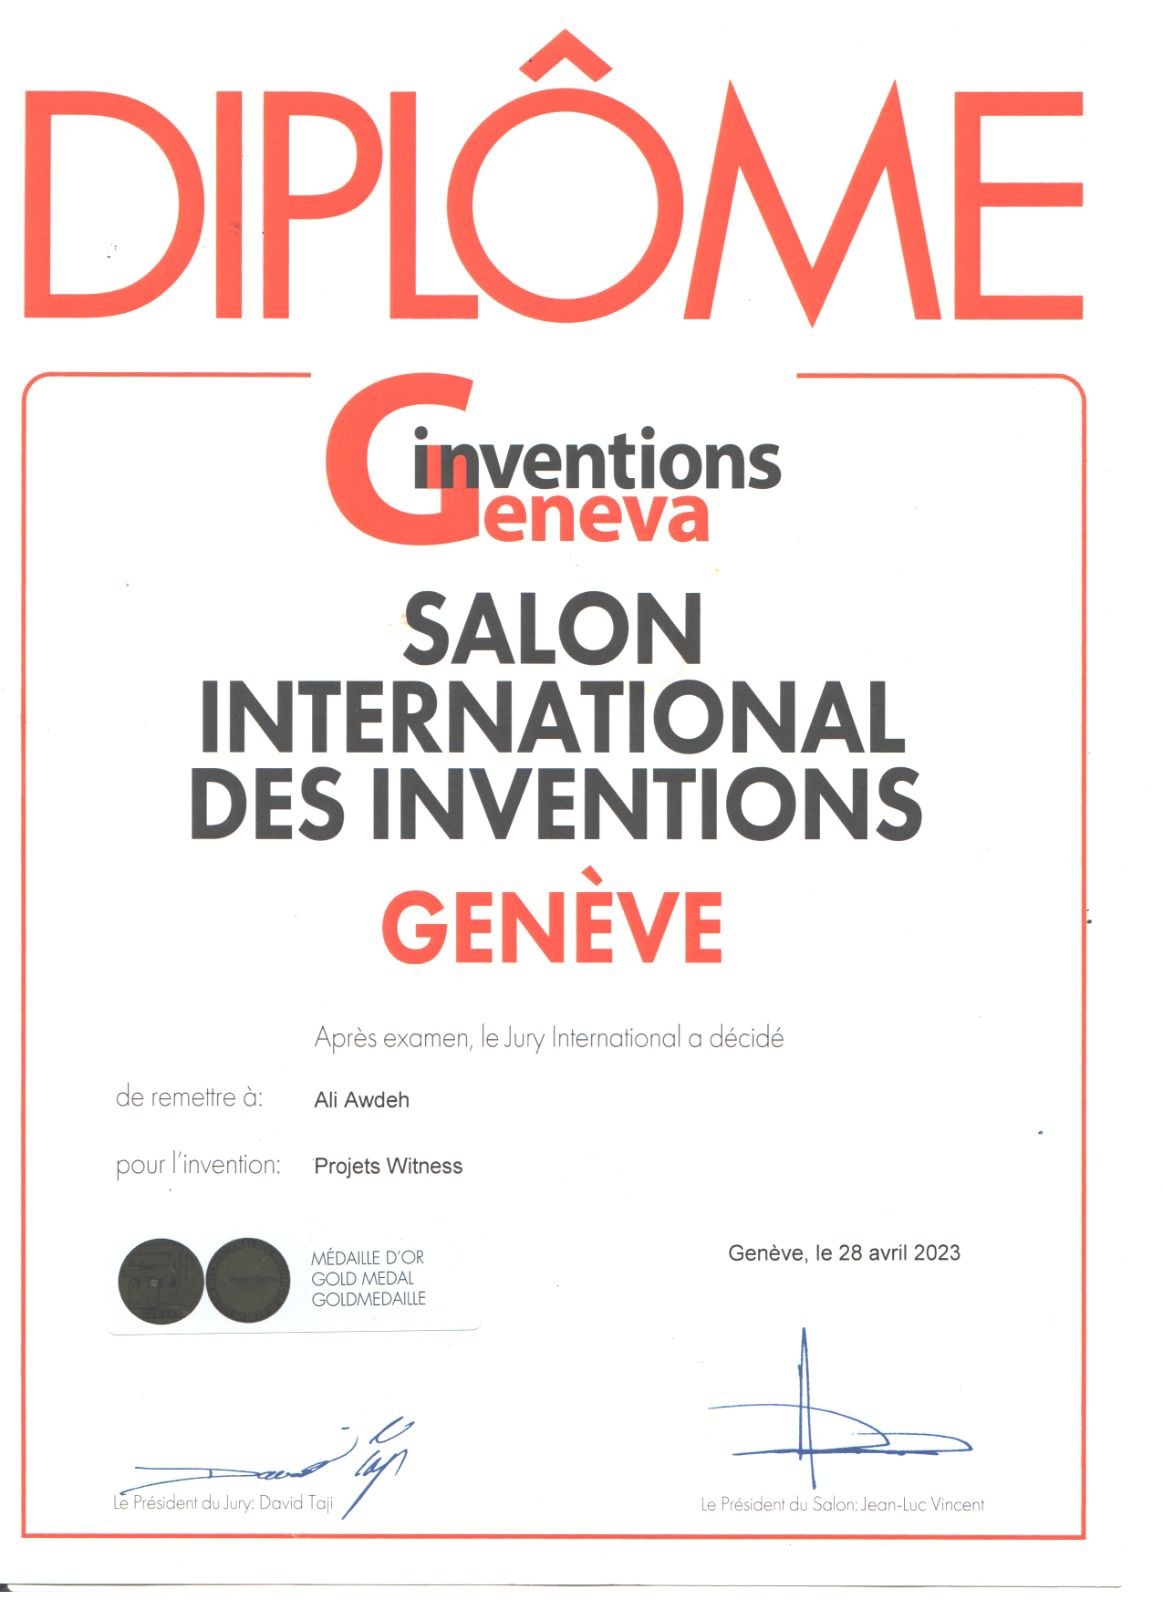 DIPLÔME
inventions
Geneva
SALON
INTERNATIONAL
DES INVENTIONS
GENÈVE
Après examen, le Jury International a décidé
de remettre à: Ali Awdeh
pour l'invention: Projets Witness
MÉDAILLE D'OR
GOLD MEDAL
GOLDMEDAILLE
Genève, le 28 avril 2023
Le Président du Jury: David Taji
Le Président du Salon: Jean-Luc Vincent